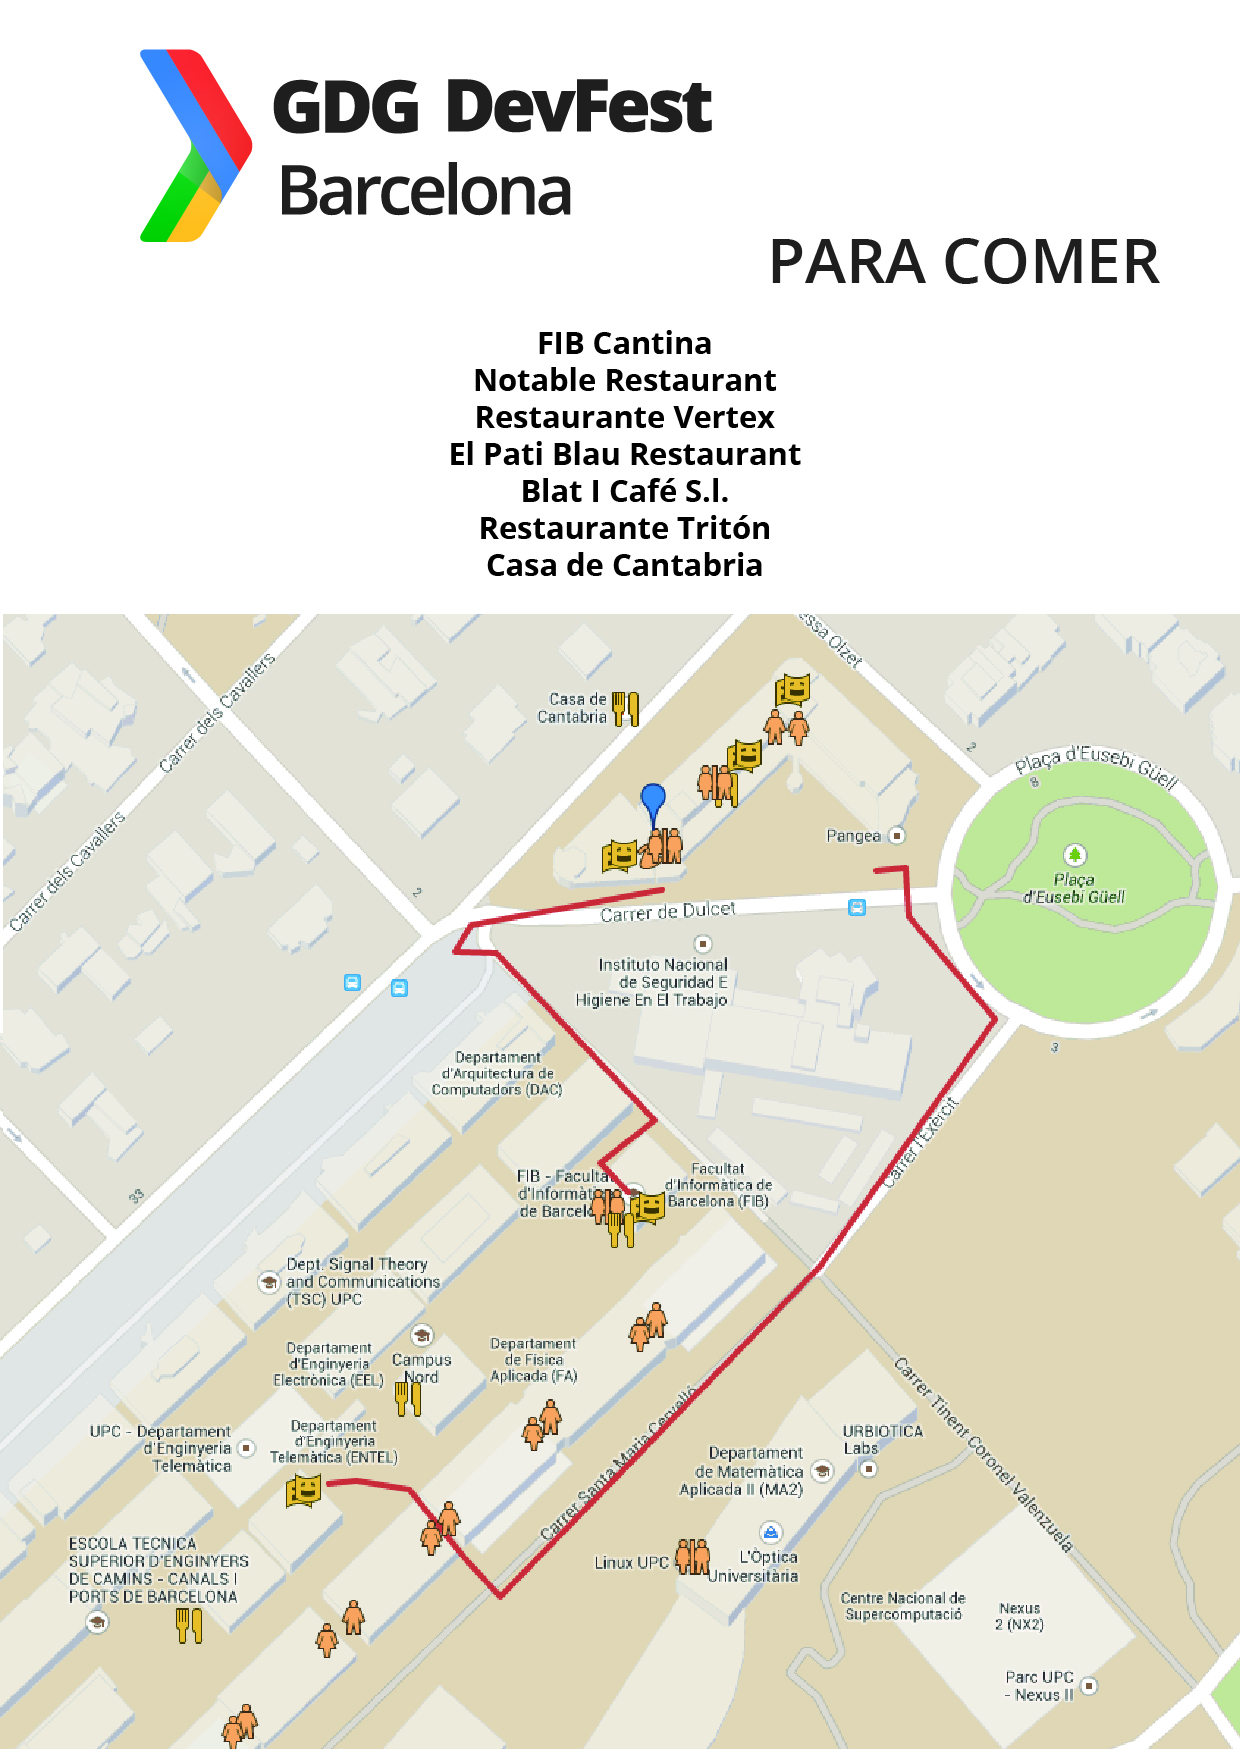 GDG DevFest
Barcelona
PARA COMER
FIB Cantina
Notable Restaurant
Restaurante Vertex
El Pati Blau Restaurant
Blat I Café S.l.
Restaurante Tritón
Casa de Cantabria
Carrer dels Cavallers
Carrer dels Cavallers
Casa de
Cantabria
essa Olzet
2
Plaça d'Eusebi Güell
8
Pangea
Plaça
d'Eusebi Güell
2
Carrer de Dulcet
Instituto Nacional
de Seguridad E
Higiene En El Trabajo
3
Departament
d'Arquitectura de
Computadors (DAC)
Carrer l'Exèrcit
33
FIB - Faculta
d'Informàti
de Barcel
Facultat
d'Informàtica de
Barcelona (FIB)
Dept. Signal Theory
and Communications
(TSC) UPC
Departament
d'Enginyeria
Electrònica (EEL)
Campus
Nord
Departament
de Física
Aplicada (FA)
UPC - Departament
d'Enginyeria
Telemàtica
Departament
d'Enginyeria
Telemàtica (ENTEL)
Carrer Santa Maria Cervelló
Carrer Tinent Coronel Valenzuela
Departament
de Matemàtica
Aplicada II (MA2)
URBIOTICA
Labs
ESCOLA TECNICA
SUPERIOR D'ENGINYERS
DE CAMINS - CANALS I
PORTS DE BARCELONA
Linux UPC
L'Òptica
Universitària
Centre Nacional de
Supercomputació
Nexus
2 (NX2)
Parc UPC
- Nexus II